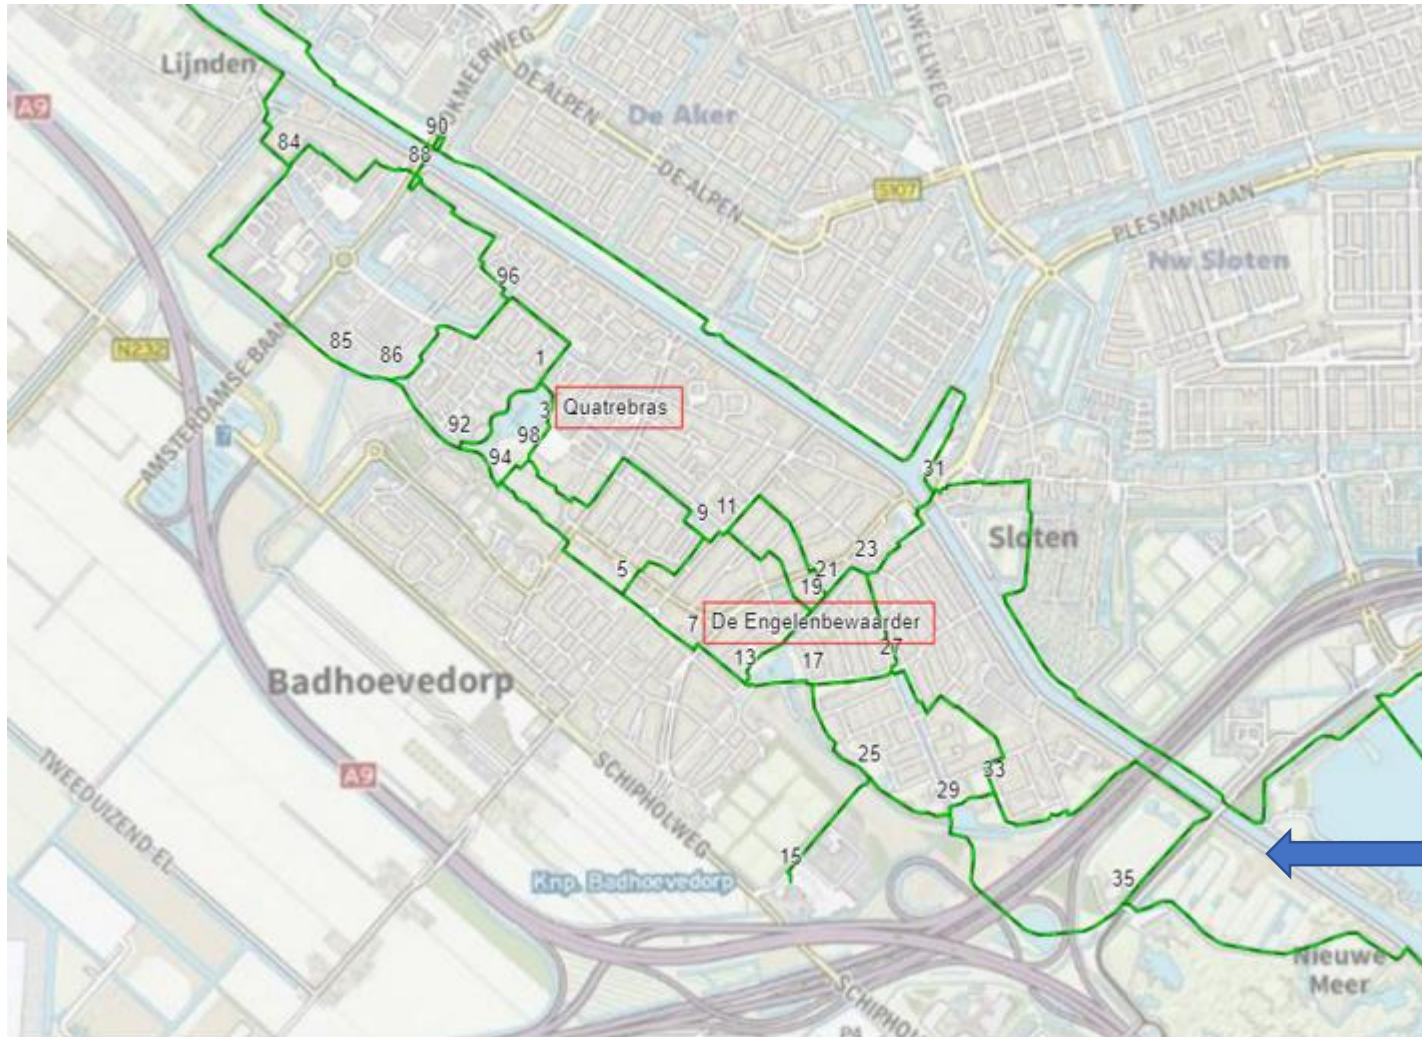 Lijnden
A9
90
IJKMEERWEG
DE ALPEN
De Aker
84
88
DE ALPEN
S107
PLESMANLAAN
Nw Sloten
96
85
86
1
N232
AMSTERDAMSE BAAN
Quatrebras
3
92
98
94
7
31
9
11
Sloten
23
5
21
19
7
De Engelenbewaarder
13
17
27
Badhoevedorp
25
33
29
A9
SCHIPHOLWEG
TWEEDUIZEND EL
15
Knp. Badhoevedorp
35
Nieuwe
Meer